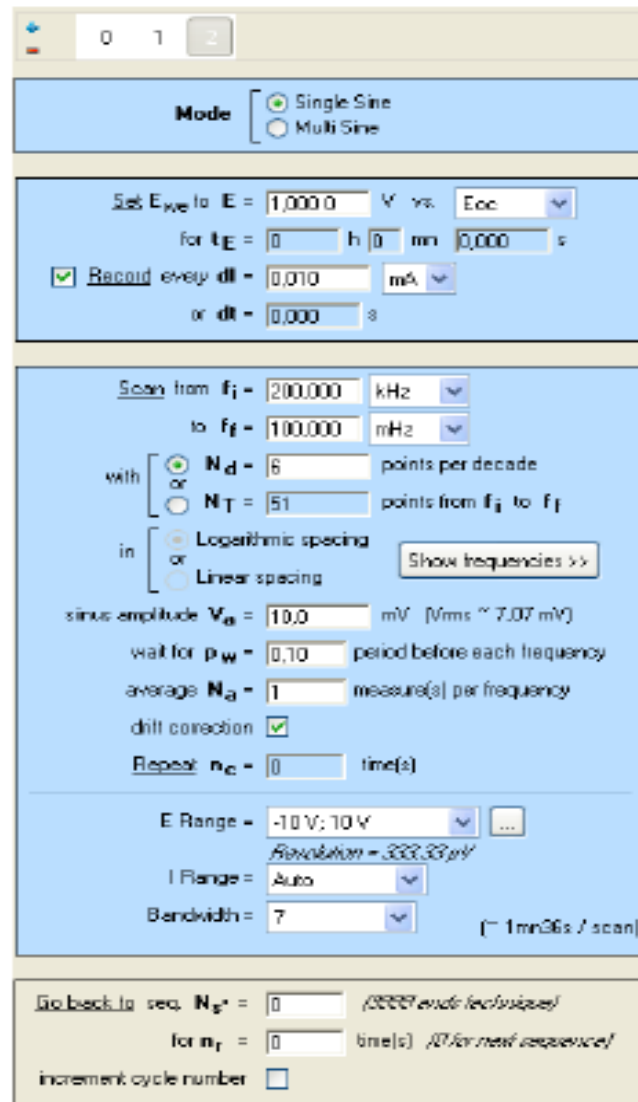 0 1 2
Mode
Single Sine
Multi Sine
Set Ewe to E = 1,000 0 V vs. Eoc
for tE = 0 h 0 mn 0,000 s
Record every dI = 0,010 mA
or dt = 0,000 s
Scan from fi = 200.000 kHz
to ff = 100.000 mHz
with
Nd = 6 points per decade
or
NT = 51 points from fi to ff
in
Logarithmic spacing
or
Linear spacing
Show frequencies >>
sinus amplitude Va = 10,0 mV (Vrms ~ 7.07 mV)
wait for pw = 0,10 period before each frequency
average Na = 1 measure(s) per frequency
drift correction
Repeat nc = 0 time(s)
E Range = -10 V; 10 V ...
Resolution = 333.33 µV
I Range = Auto
Bandwidth = 7
(~ 1mn36s / scan)
Go back to seq. Ns' = 0 (9999 ends technique)
for nr = 0 time(s) (0 for next sequence)
increment cycle number